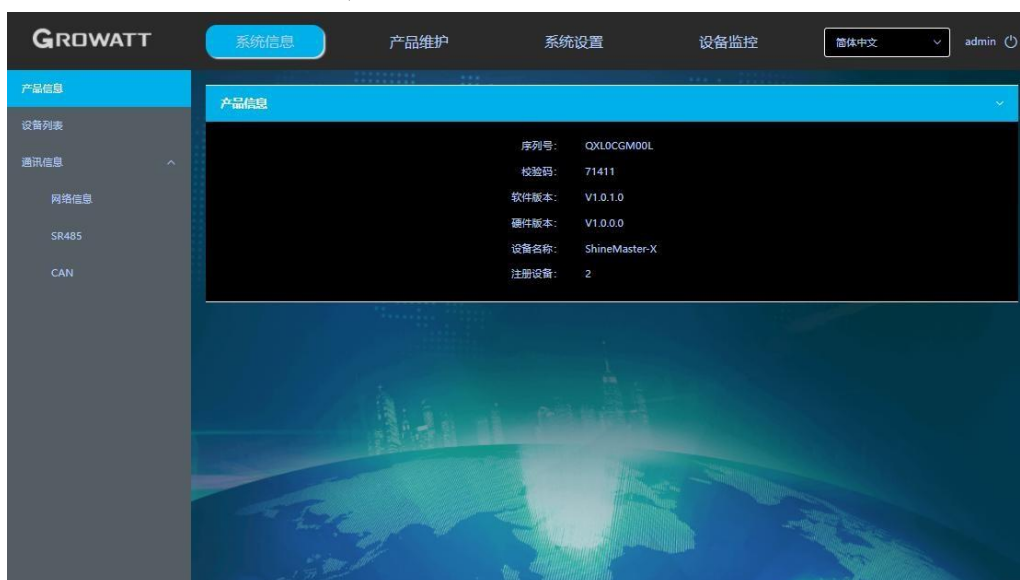 GROWATT
系统信息
产品维护
系统设置
设备监控
简体中文
admin
产品信息
设备列表
通讯信息
网络信息
SR485
CAN
产品信息
序列号: QXL0CGM00L
校验码: 71411
软件版本: V1.0.1.0
硬件版本: V1.0.0.0
设备名称: ShineMaster-X
注册设备: 2